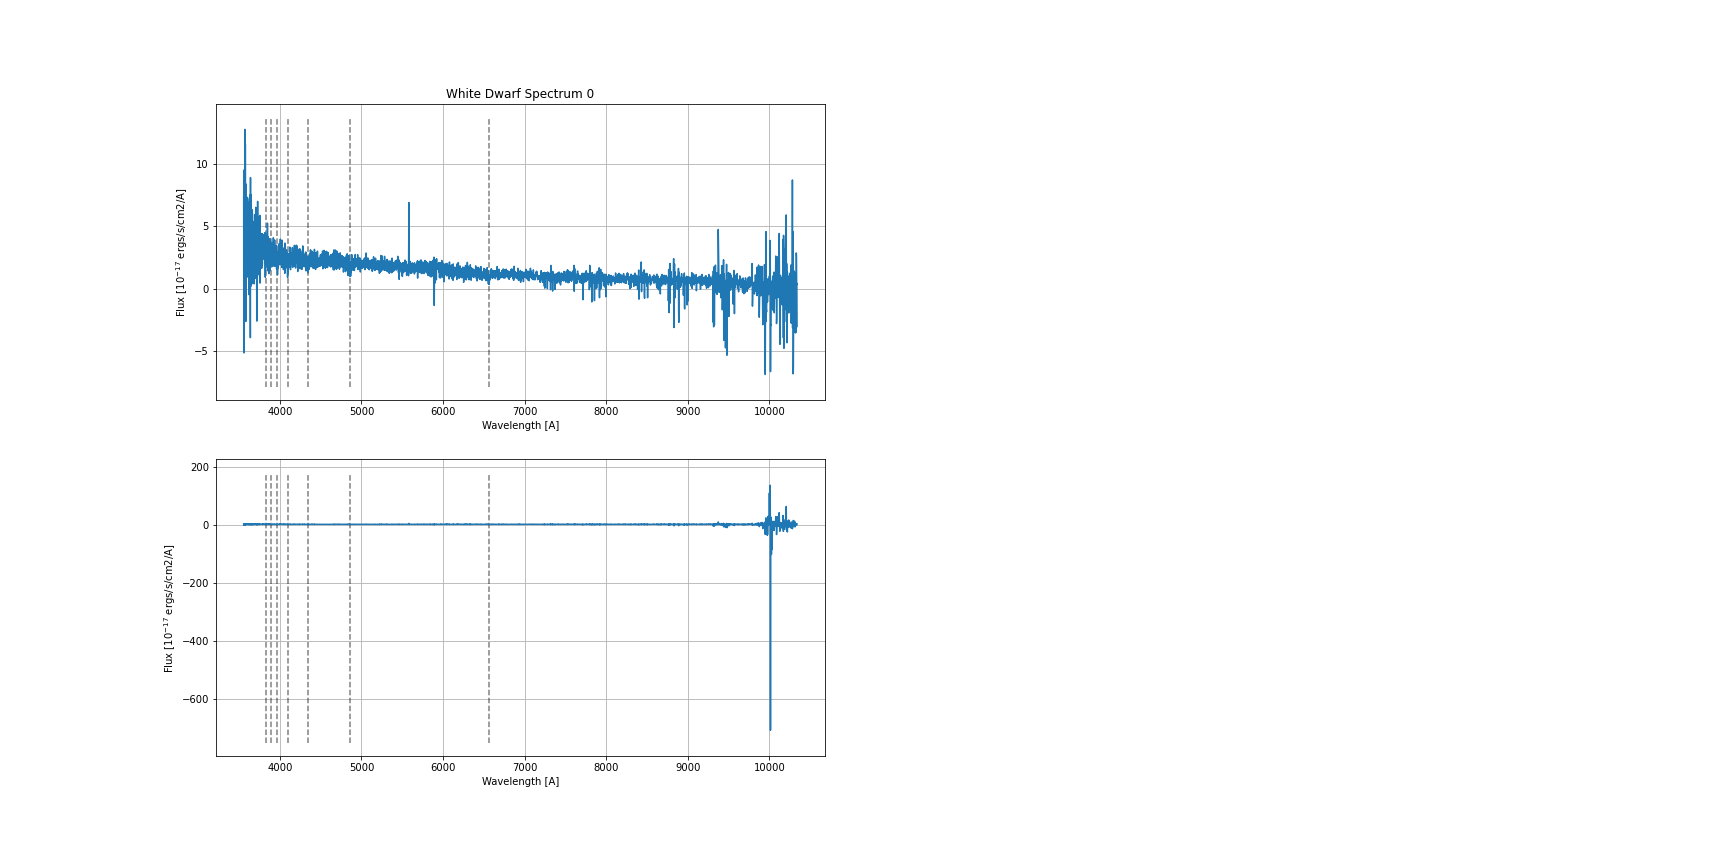 White Dwarf Spectrum 0
Flux [10⁻¹⁷ ergs/s/cm2/A]
10
5
0
−5
4000 5000 6000 7000 8000 9000 10000
Wavelength [A]
Flux [10⁻¹⁷ ergs/s/cm2/A]
200
0
−200
−400
−600
4000 5000 6000 7000 8000 9000 10000
Wavelength [A]